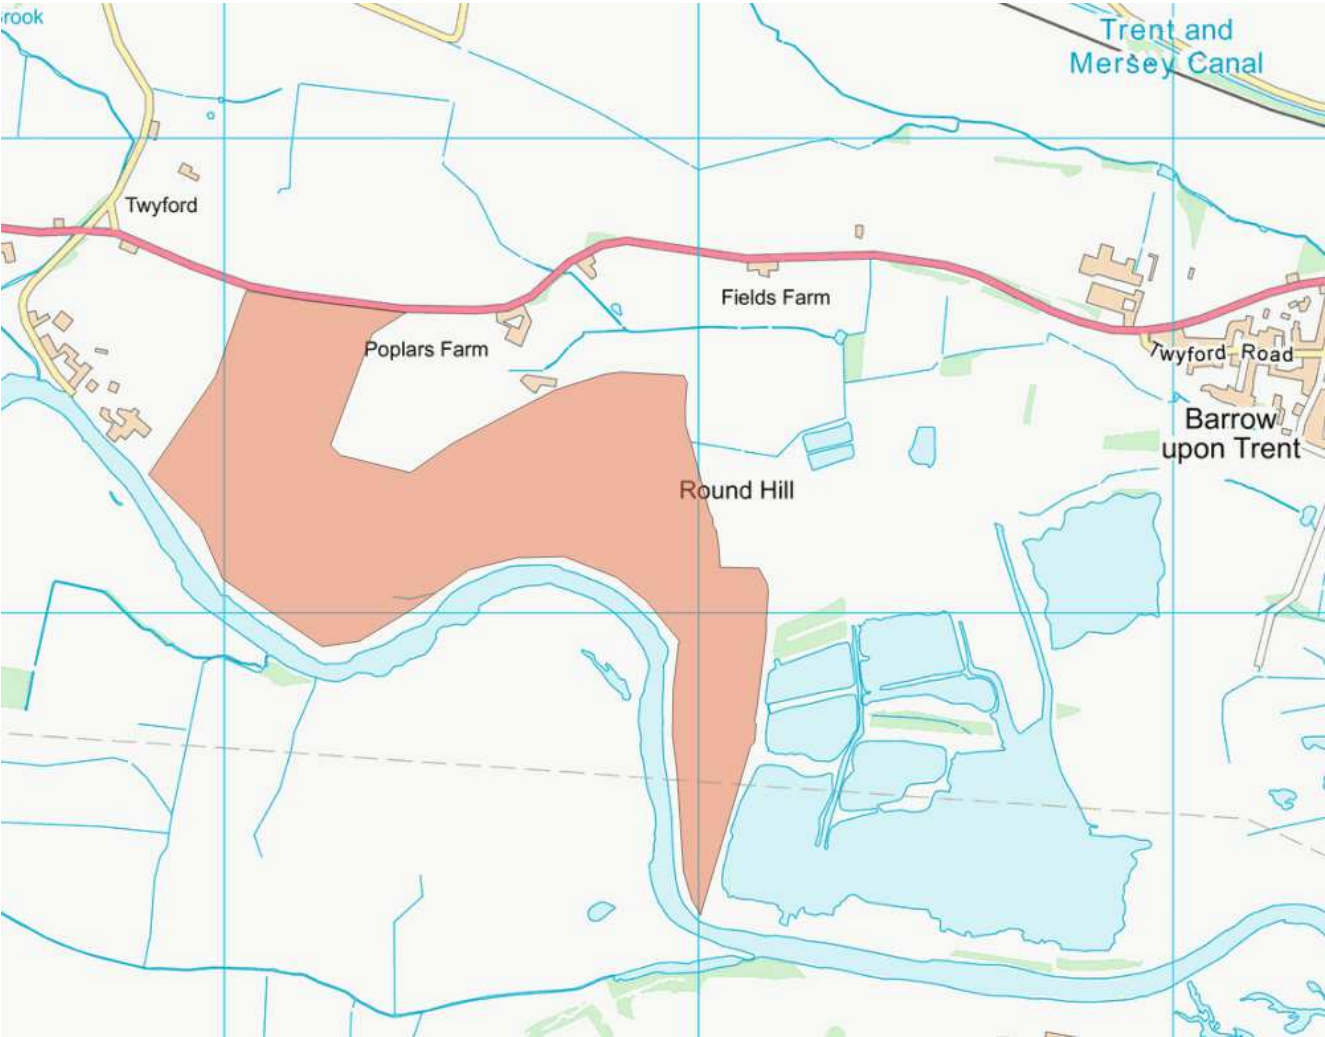 rook
Trent and
Mersey Canal
Twyford
Fields Farm
Poplars Farm
Twyford Road
Barrow
upon Trent
Round Hill